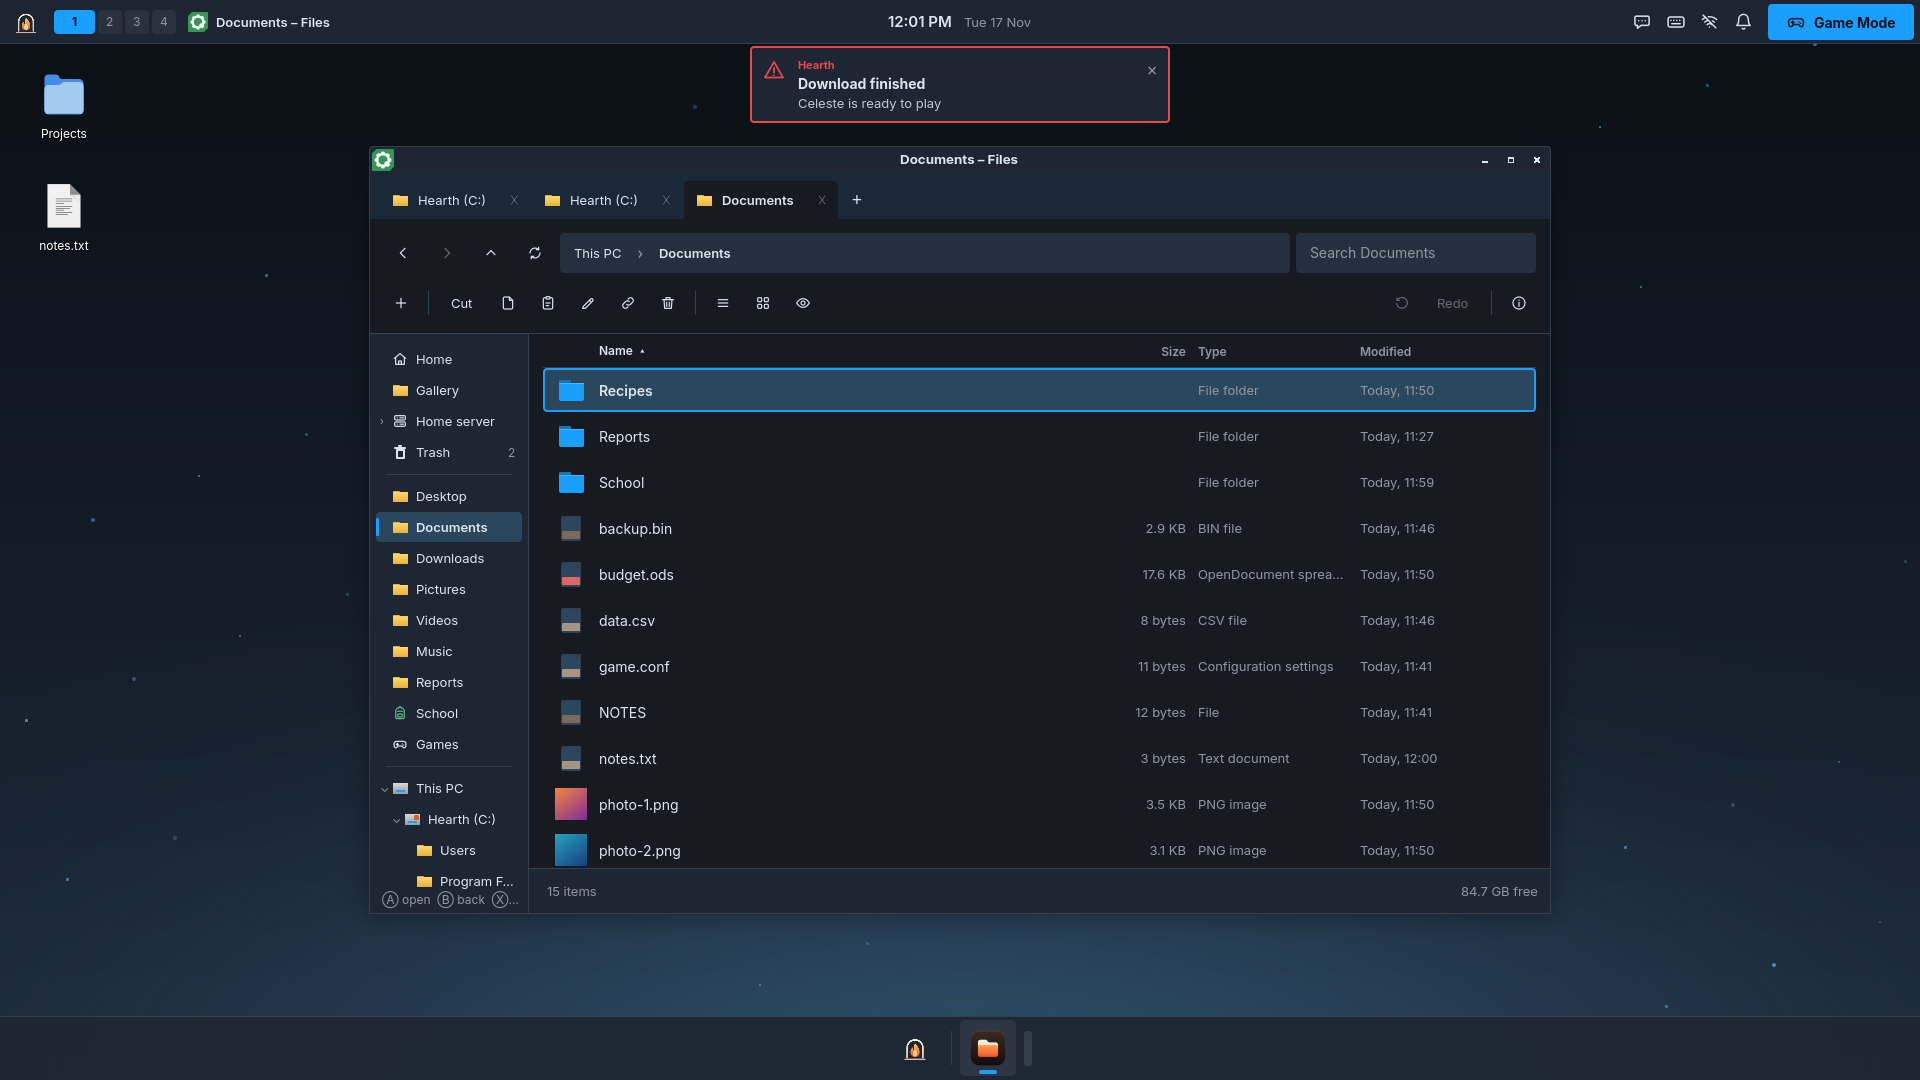 1 2 3 4 Documents – Files 12:01 PM Tue 17 Nov Game Mode
Hearth
Download finished
Celeste is ready to play
Projects
notes.txt
Documents – Files
Hearth (C:) X Hearth (C:) X Documents X +
This PC › Documents Search Documents
Cut Redo
Home
Gallery
Home server
Trash 2
Desktop
Documents
Downloads
Pictures
Videos
Music
Reports
School
Games
This PC
Hearth (C:)
Users
Program F...
A open B back X...
Name Size Type Modified
Recipes File folder Today, 11:50
Reports File folder Today, 11:27
School File folder Today, 11:59
backup.bin 2.9 KB BIN file Today, 11:46
budget.ods 17.6 KB OpenDocument sprea... Today, 11:50
data.csv 8 bytes CSV file Today, 11:46
game.conf 11 bytes Configuration settings Today, 11:41
NOTES 12 bytes File Today, 11:41
notes.txt 3 bytes Text document Today, 12:00
photo-1.png 3.5 KB PNG image Today, 11:50
photo-2.png 3.1 KB PNG image Today, 11:50
15 items 84.7 GB free